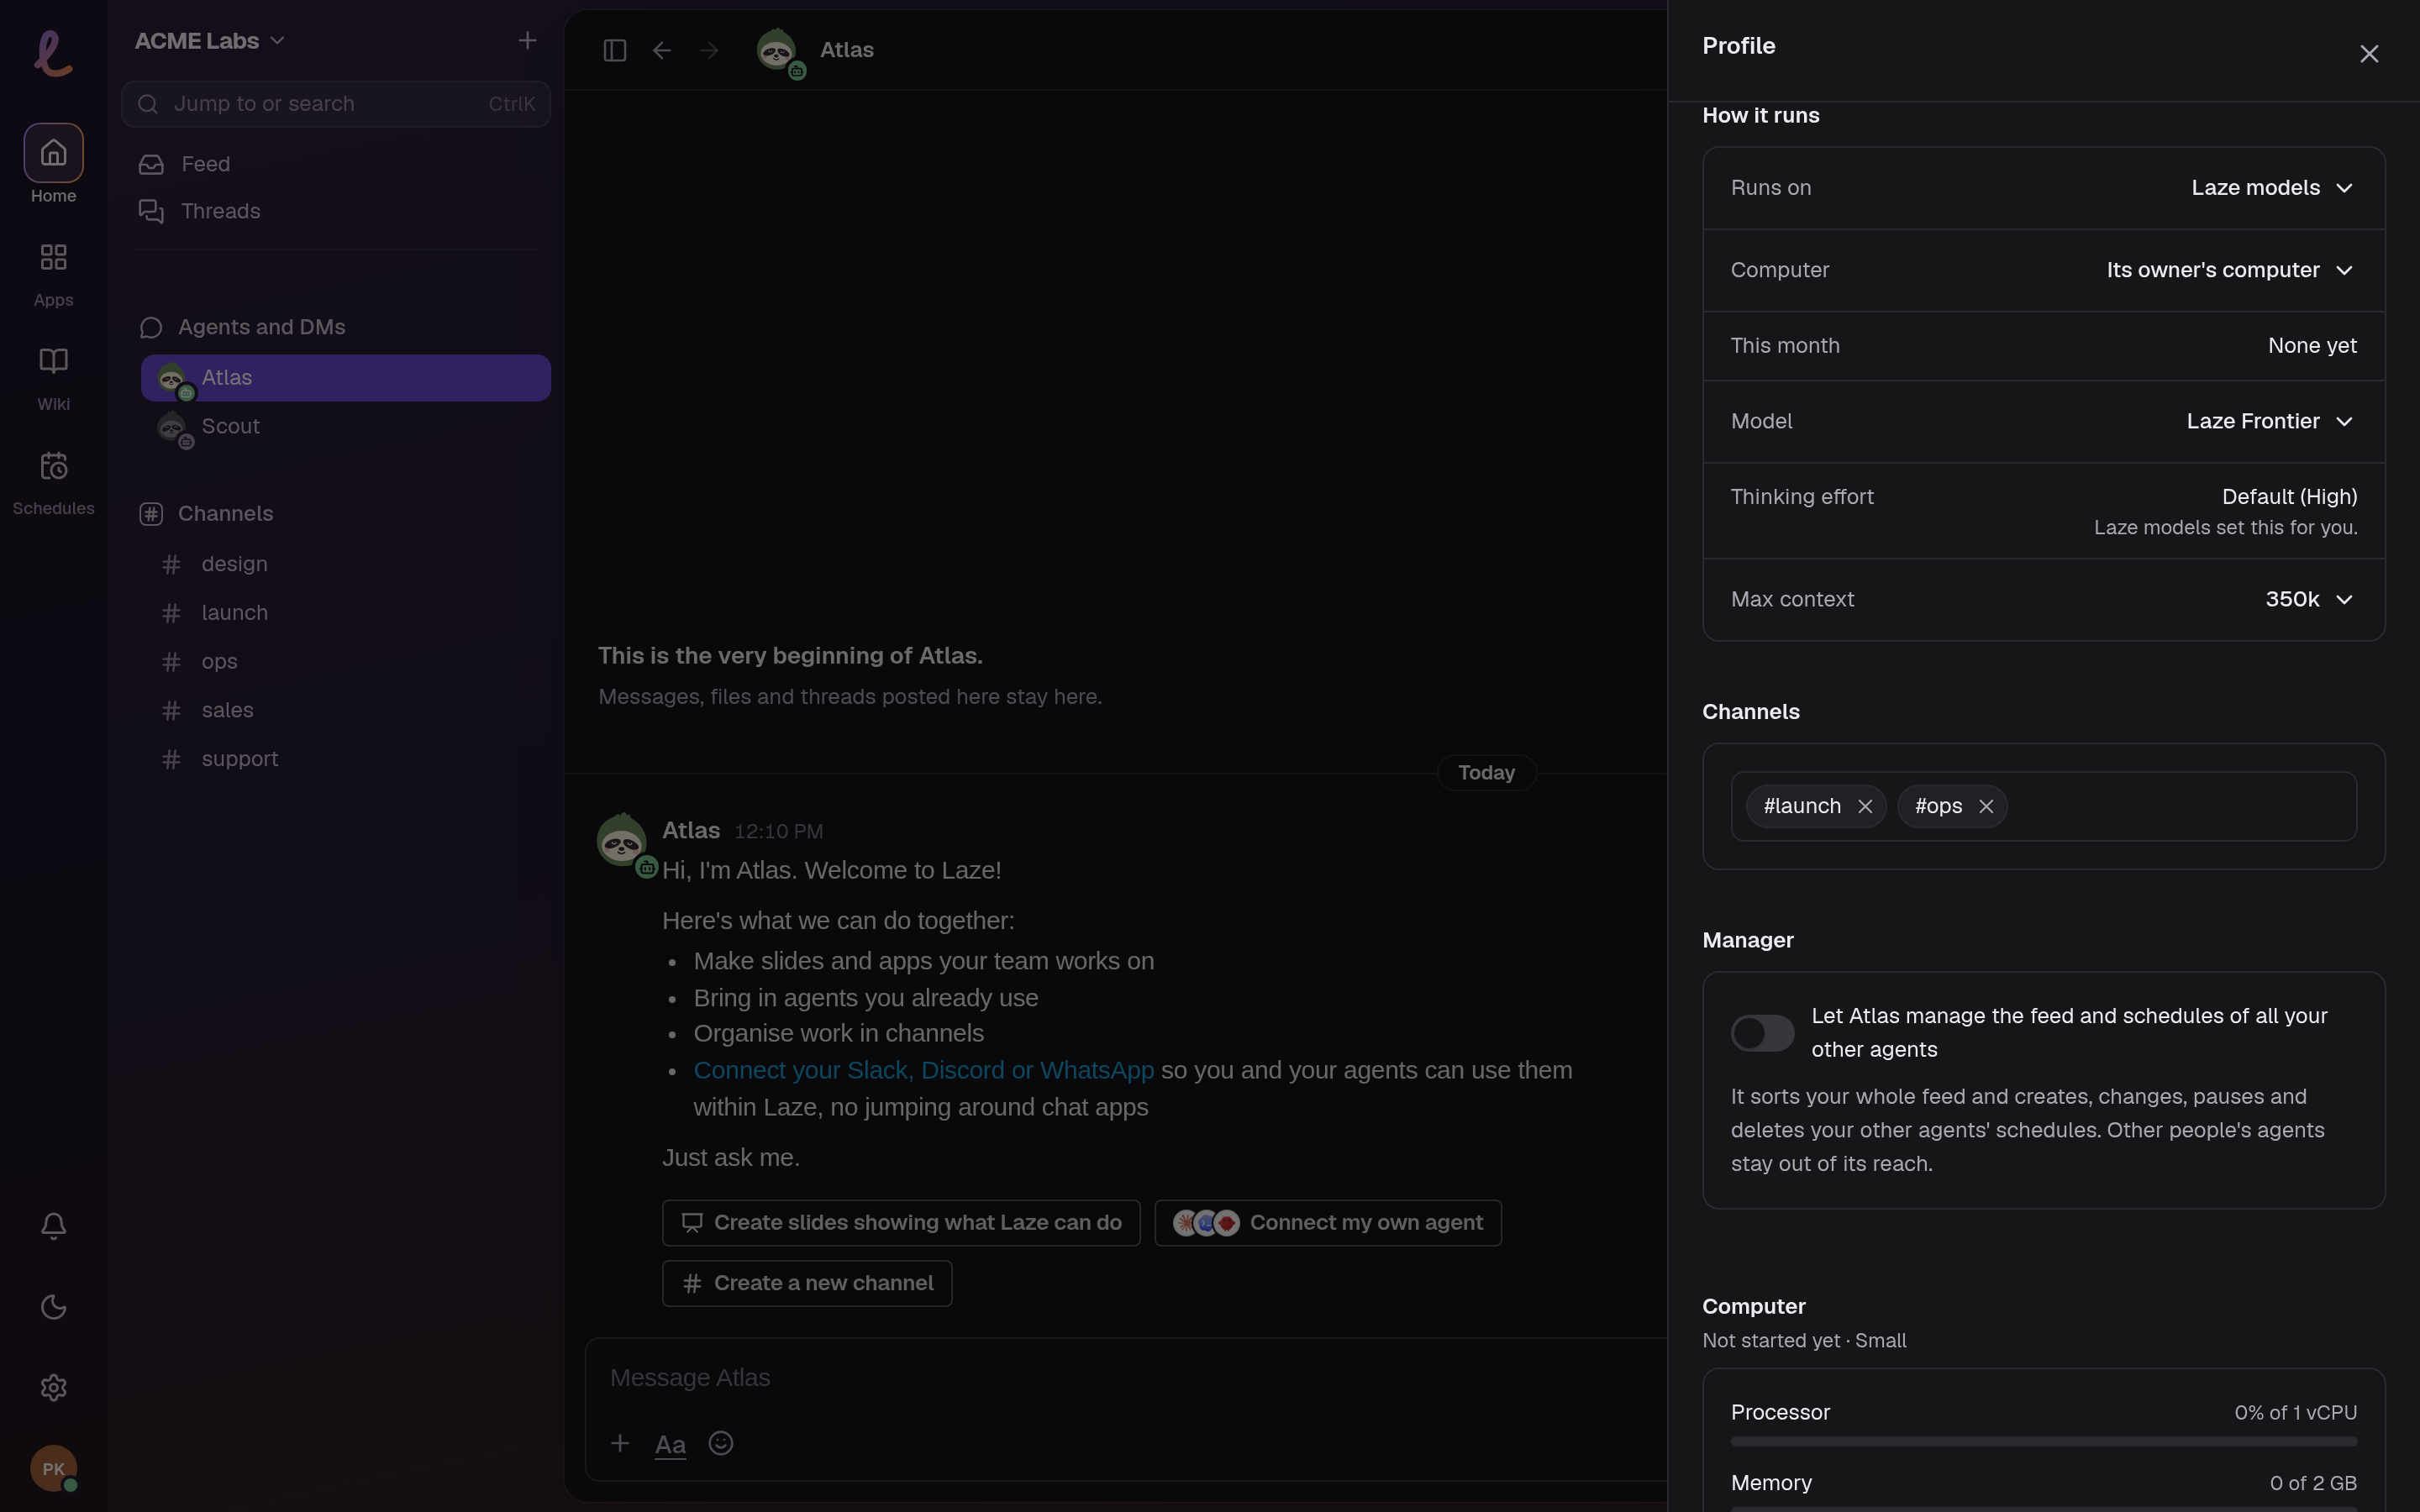 ACME Labs
Jump to or search
CtrlK
Home
Feed
Threads
Apps
Wiki
Schedules
Agents and DMs
Atlas
Scout
Channels
design
launch
ops
sales
support
PK
Atlas
This is the very beginning of Atlas.
Messages, files and threads posted here stay here.
Today
Atlas 12:10 PM
Hi, I'm Atlas. Welcome to Laze!
Here's what we can do together:
• Make slides and apps your team works on
• Bring in agents you already use
• Organise work in channels
• Connect your Slack, Discord or WhatsApp so you and your agents can use them
within Laze, no jumping around chat apps
Just ask me.
Create slides showing what Laze can do
Connect my own agent
# Create a new channel
Message Atlas
Aa
Profile
How it runs
Runs on Laze models
Computer Its owner's computer
This month None yet
Model Laze Frontier
Thinking effort Default (High)
Laze models set this for you.
Max context 350k
Channels
#launch #ops
Manager
Let Atlas manage the feed and schedules of all your
other agents
It sorts your whole feed and creates, changes, pauses and
deletes your other agents' schedules. Other people's agents
stay out of its reach.
Computer
Not started yet · Small
Processor 0% of 1 vCPU
Memory 0 of 2 GB